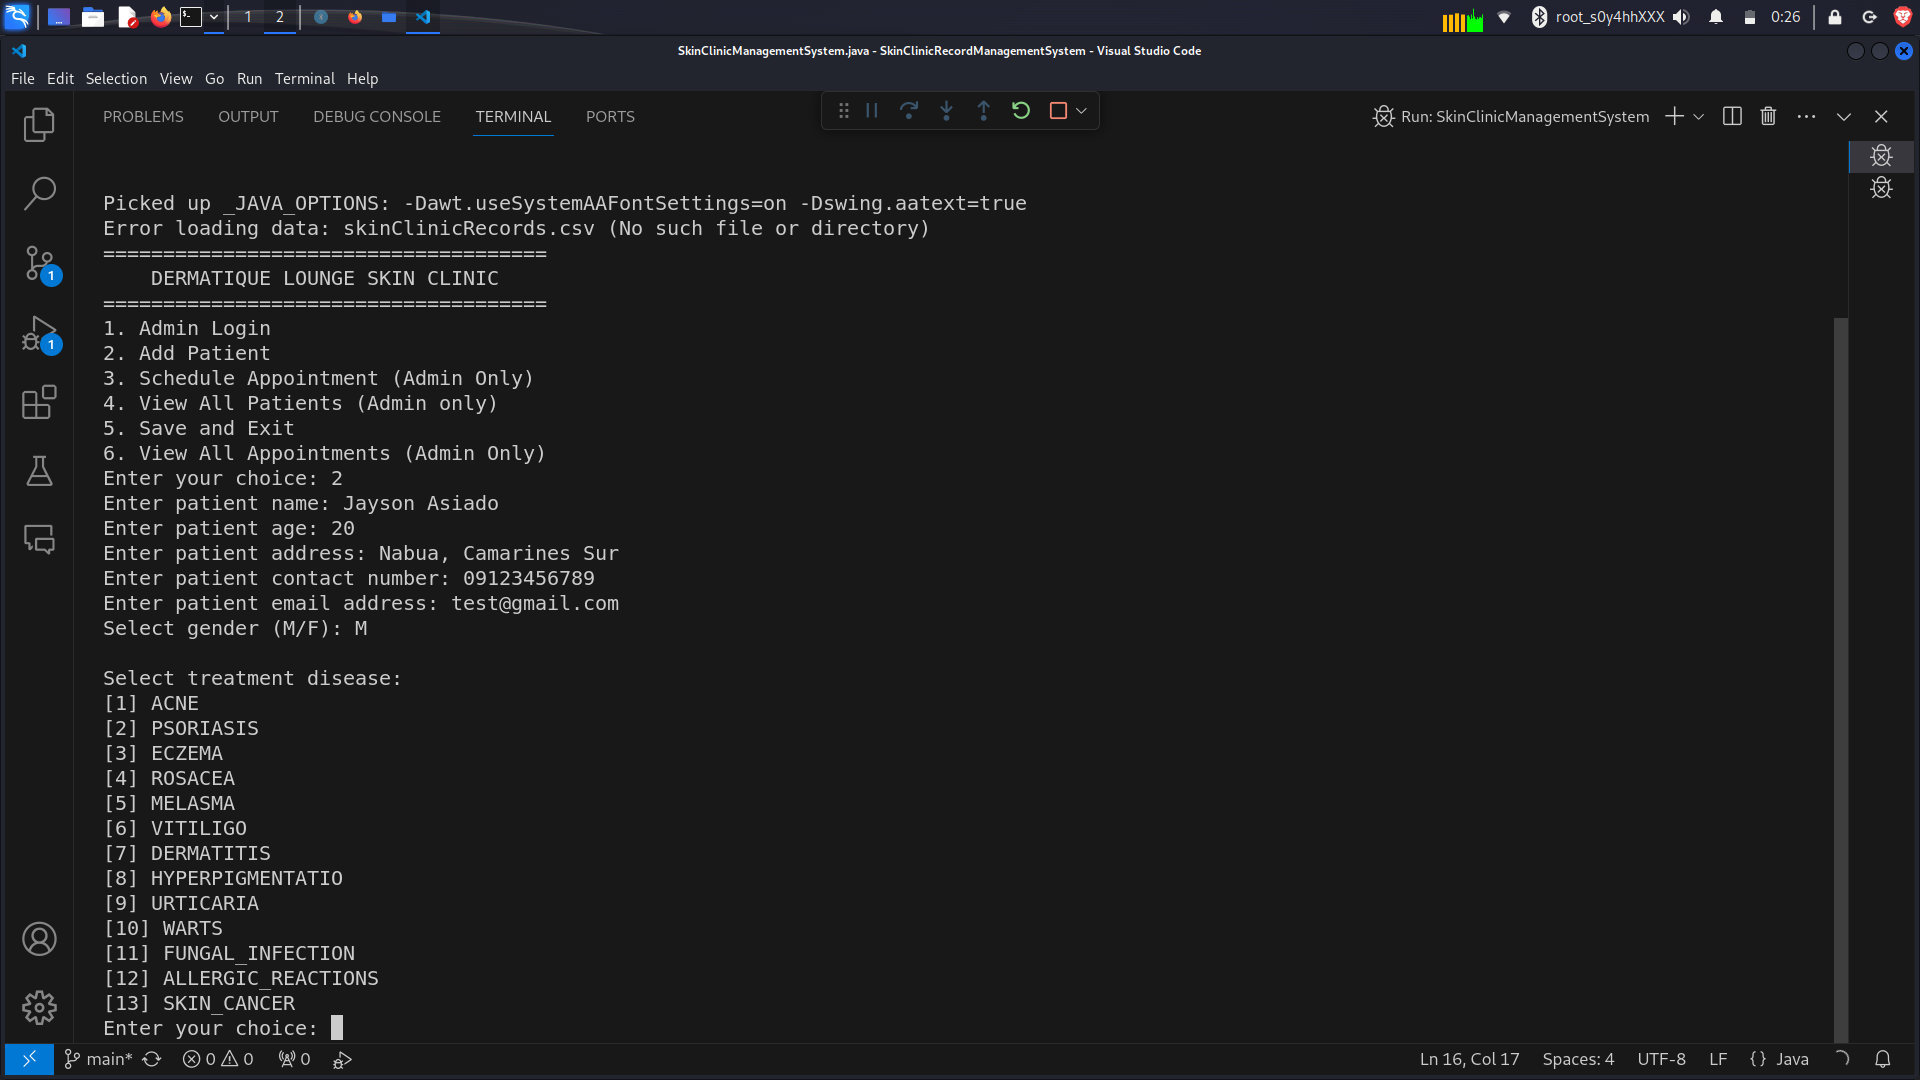 1
2
root_s0y4hhXXX
0:26
SkinClinicManagementSystem.java - SkinClinicRecordManagementSystem - Visual Studio Code
File Edit Selection View Go Run Terminal Help
PROBLEMS OUTPUT DEBUG CONSOLE TERMINAL PORTS
Run: SkinClinicManagementSystem
Picked up _JAVA_OPTIONS: -Dawt.useSystemAAFontSettings=on -Dswing.aatext=true
Error loading data: skinClinicRecords.csv (No such file or directory)
=====================================
DERMATIQUE LOUNGE SKIN CLINIC
=====================================
1. Admin Login
2. Add Patient
3. Schedule Appointment (Admin Only)
4. View All Patients (Admin only)
5. Save and Exit
6. View All Appointments (Admin Only)
Enter your choice: 2
Enter patient name: Jayson Asiado
Enter patient age: 20
Enter patient address: Nabua, Camarines Sur
Enter patient contact number: 09123456789
Enter patient email address: test@gmail.com
Select gender (M/F): M
Select treatment disease:
[1] ACNE
[2] PSORIASIS
[3] ECZEMA
[4] ROSACEA
[5] MELASMA
[6] VITILIGO
[7] DERMATITIS
[8] HYPERPIGMENTATIO
[9] URTICARIA
[10] WARTS
[11] FUNGAL_INFECTION
[12] ALLERGIC_REACTIONS
[13] SKIN_CANCER
Enter your choice:
1
1
main* 0 0 0
Ln 16, Col 17 Spaces: 4 UTF-8 LF {} Java